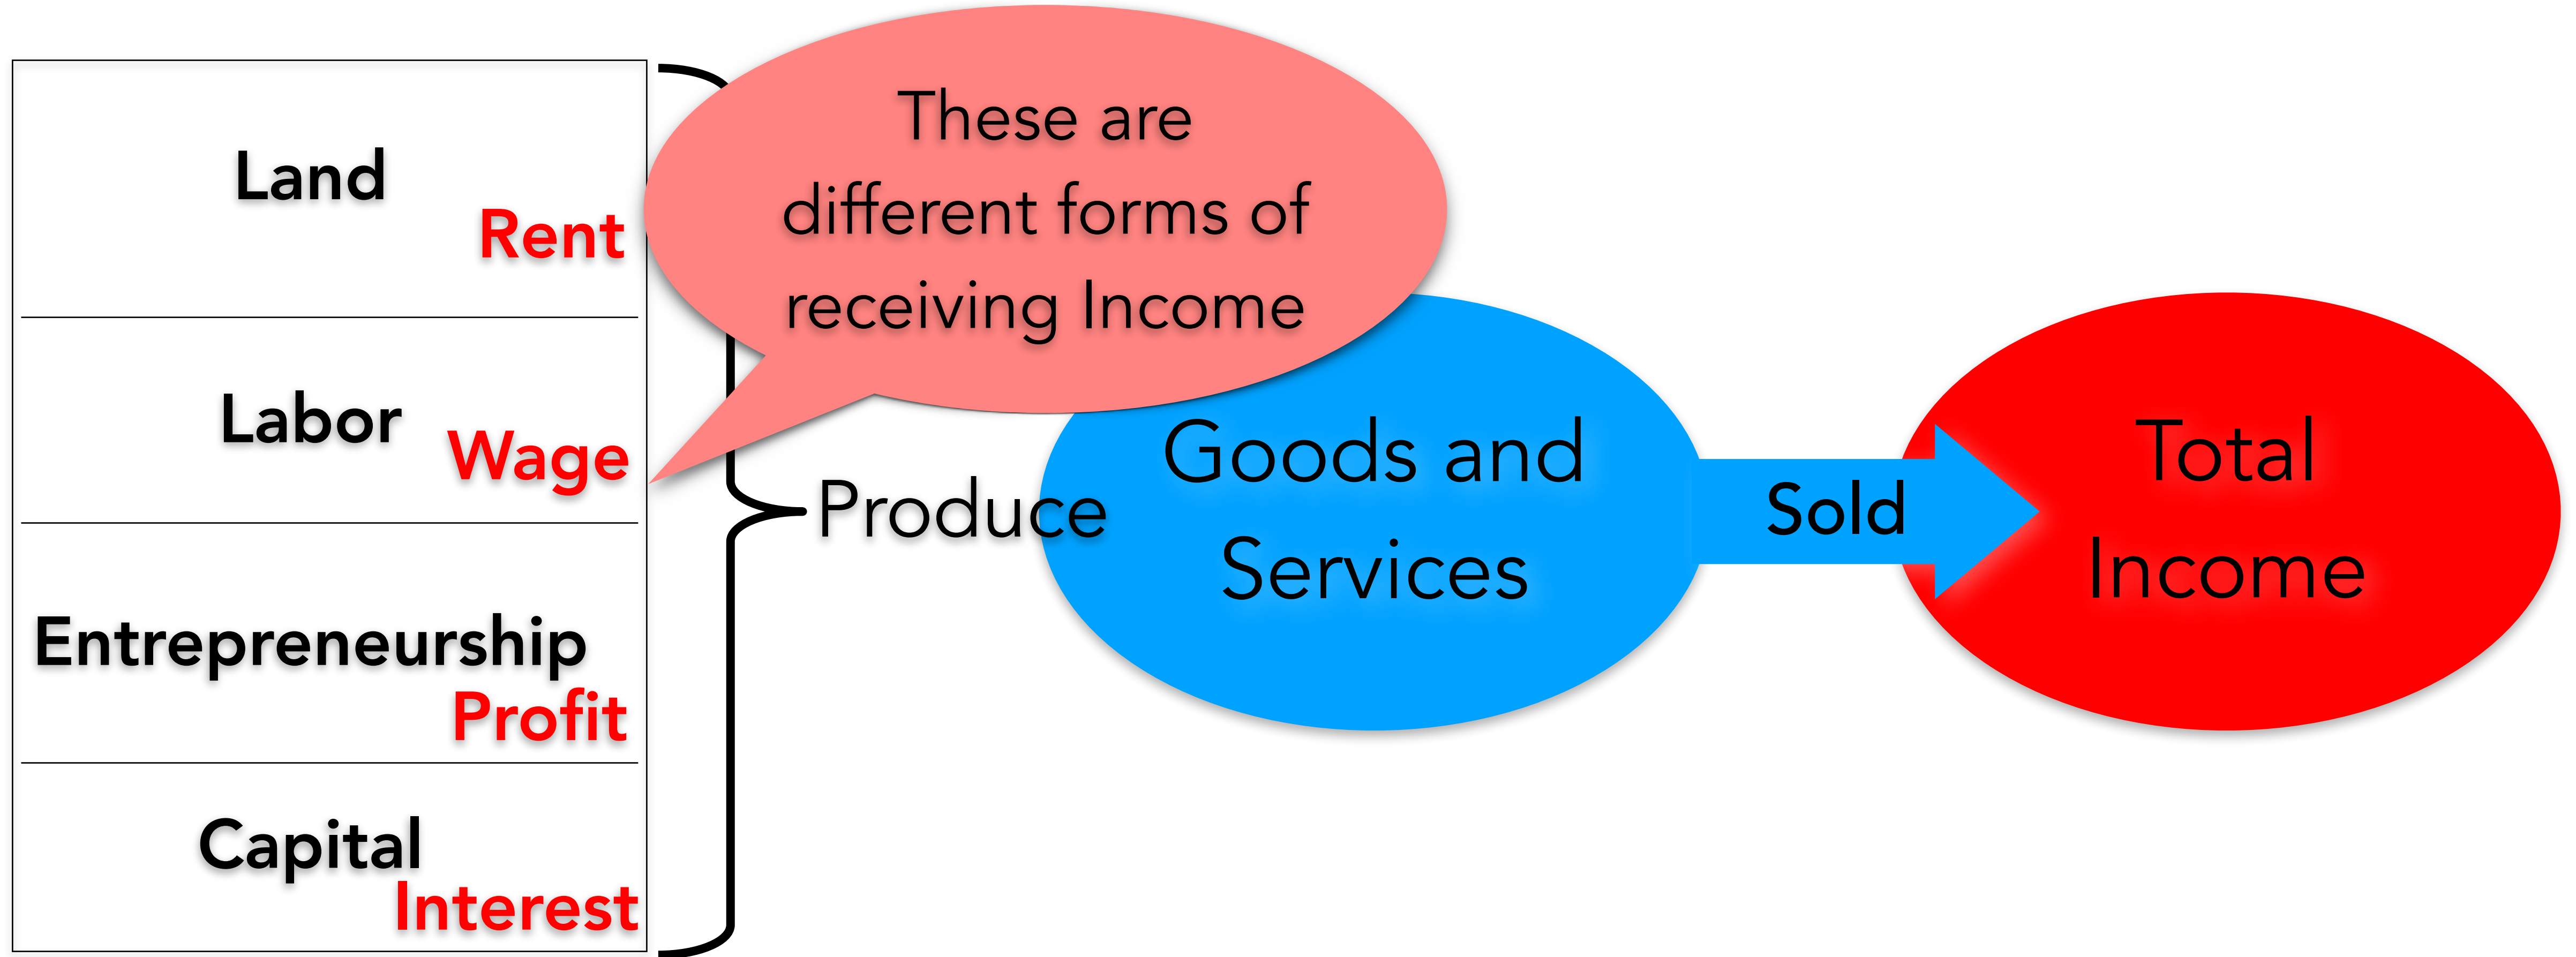 Land
Rent
Labor
Wage
Entrepreneurship
Profit
Capital
Interest
These are
different forms of
receiving Income
Produce
Goods and
Services
Sold
Total
Income